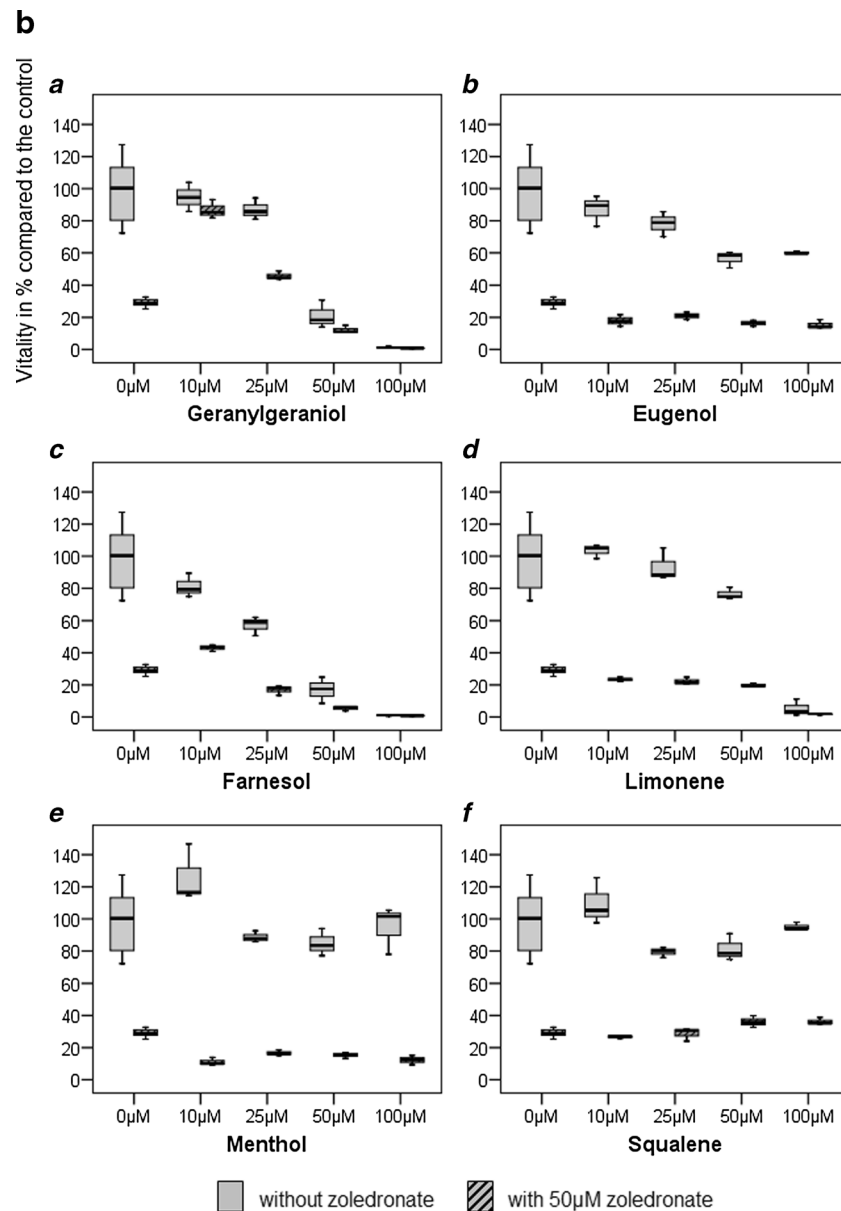 b
Vitality in % compared to the control
a
140
120
100
80
60
40
20
0
0µM 10µM 25µM 50µM 100µM
Geranylgeraniol
b
140
120
100
80
60
40
20
0
0µM 10µM 25µM 50µM 100µM
Eugenol
c
140
120
100
80
60
40
20
0
0µM 10µM 25µM 50µM 100µM
Farnesol
d
140
120
100
80
60
40
20
0
0µM 10µM 25µM 50µM 100µM
Limonene
e
140
120
100
80
60
40
20
0
0µM 10µM 25µM 50µM 100µM
Menthol
f
140
120
100
80
60
40
20
0
0µM 10µM 25µM 50µM 100µM
Squalene
without zoledronate with 50µM zoledronate